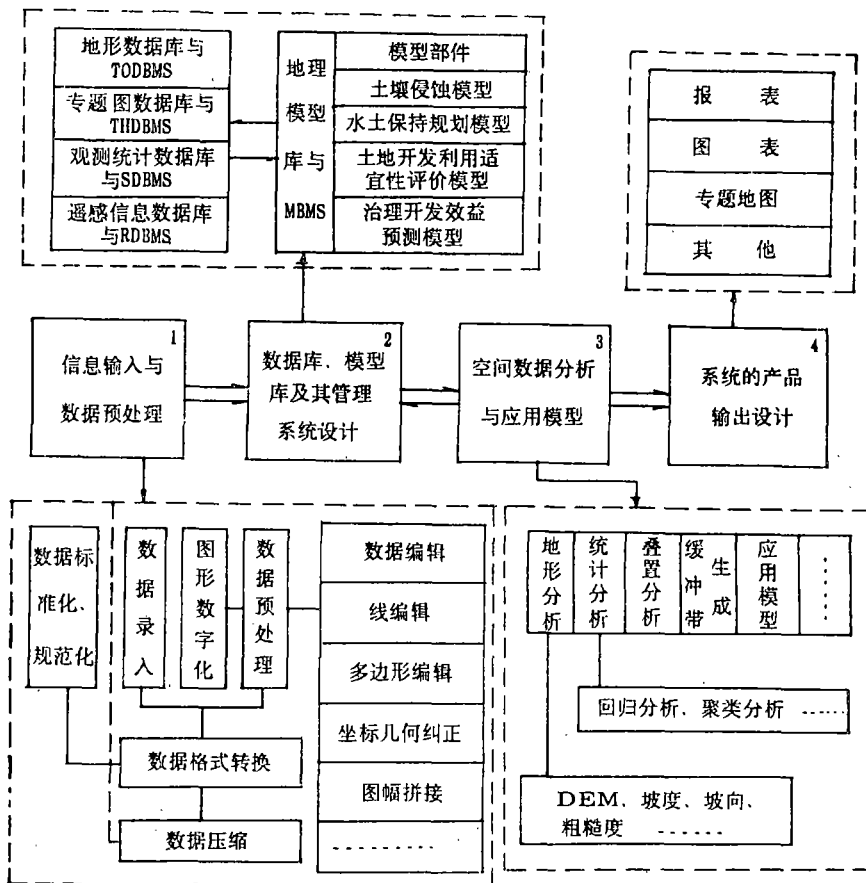 地形数据库与
TODBMS
专题图数据库与
THDBMS
观测统计数据库
与SDBMS
遥感信息数据库
与RDBMS
地理
模型
库与
MBMS
模型部件
土壤侵蚀模型
水土保持规划模型
土地开发利用适
宜性评价模型
治理开发效益
预测模型
报 表
图 表
专题地图
其 他
1
信息输入与
数据预处理
2
数据库、模型
库及其管理
系统设计
3
空间数据分析
与应用模型
4
系统的产品
输出设计
数据标
准化、
规范化
数据录入
图形数字化
数据预处理
数据格式转换
数据压缩
数据编辑
线编辑
多边形编辑
坐标几何纠正
图幅拼接
………
地形分析
统计分析
叠置分析
缓冲带
生成
应用模型
……
回归分析、聚类分析 ……
DEM、坡度、坡向、
粗糙度 ……